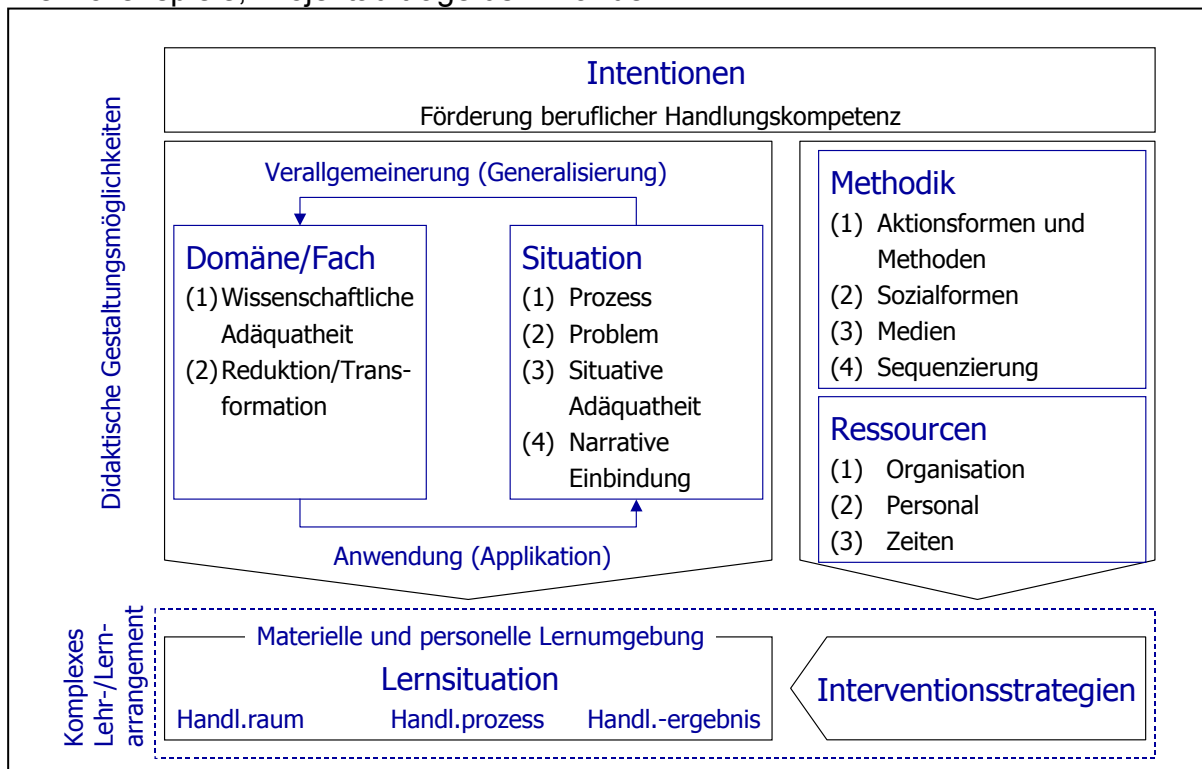 Intentionen
Förderung beruflicher Handlungskompetenz
Didaktische Gestaltungsmöglichkeiten
Verallgemeinerung (Generalisierung)
Domäne/Fach
(1) Wissenschaftliche
Adäquatheit
(2) Reduktion/Trans-
formation
Situation
(1) Prozess
(2) Problem
(3) Situative
Adäquatheit
(4) Narrative
Einbindung
Anwendung (Applikation)
Methodik
(1) Aktionsformen und
Methoden
(2) Sozialformen
(3) Medien
(4) Sequenzierung
Ressourcen
(1) Organisation
(2) Personal
(3) Zeiten
Komplexes
Lehr-/Lern-
arrangement
Materielle und personelle Lernumgebung
Lernsituation
Handl.raum Handl.prozess Handl.-ergebnis
Interventionsstrategien